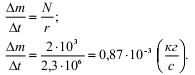 Δm/Δt = N/r;
Δm/Δt = 2·10³/2,3·10⁶ = 0,87·10⁻³ (кг/с).